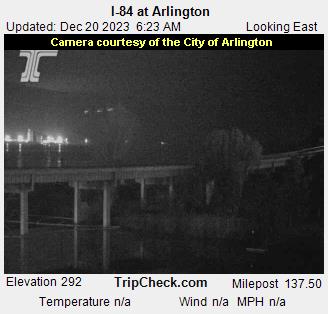 I-84 at Arlington
Updated: Dec 20 2023 6:23 AM Looking East
Camera courtesy of the City of Arlington
Elevation 292 TripCheck.com Milepost 137.50
Temperature n/a Wind n/a MPH n/a